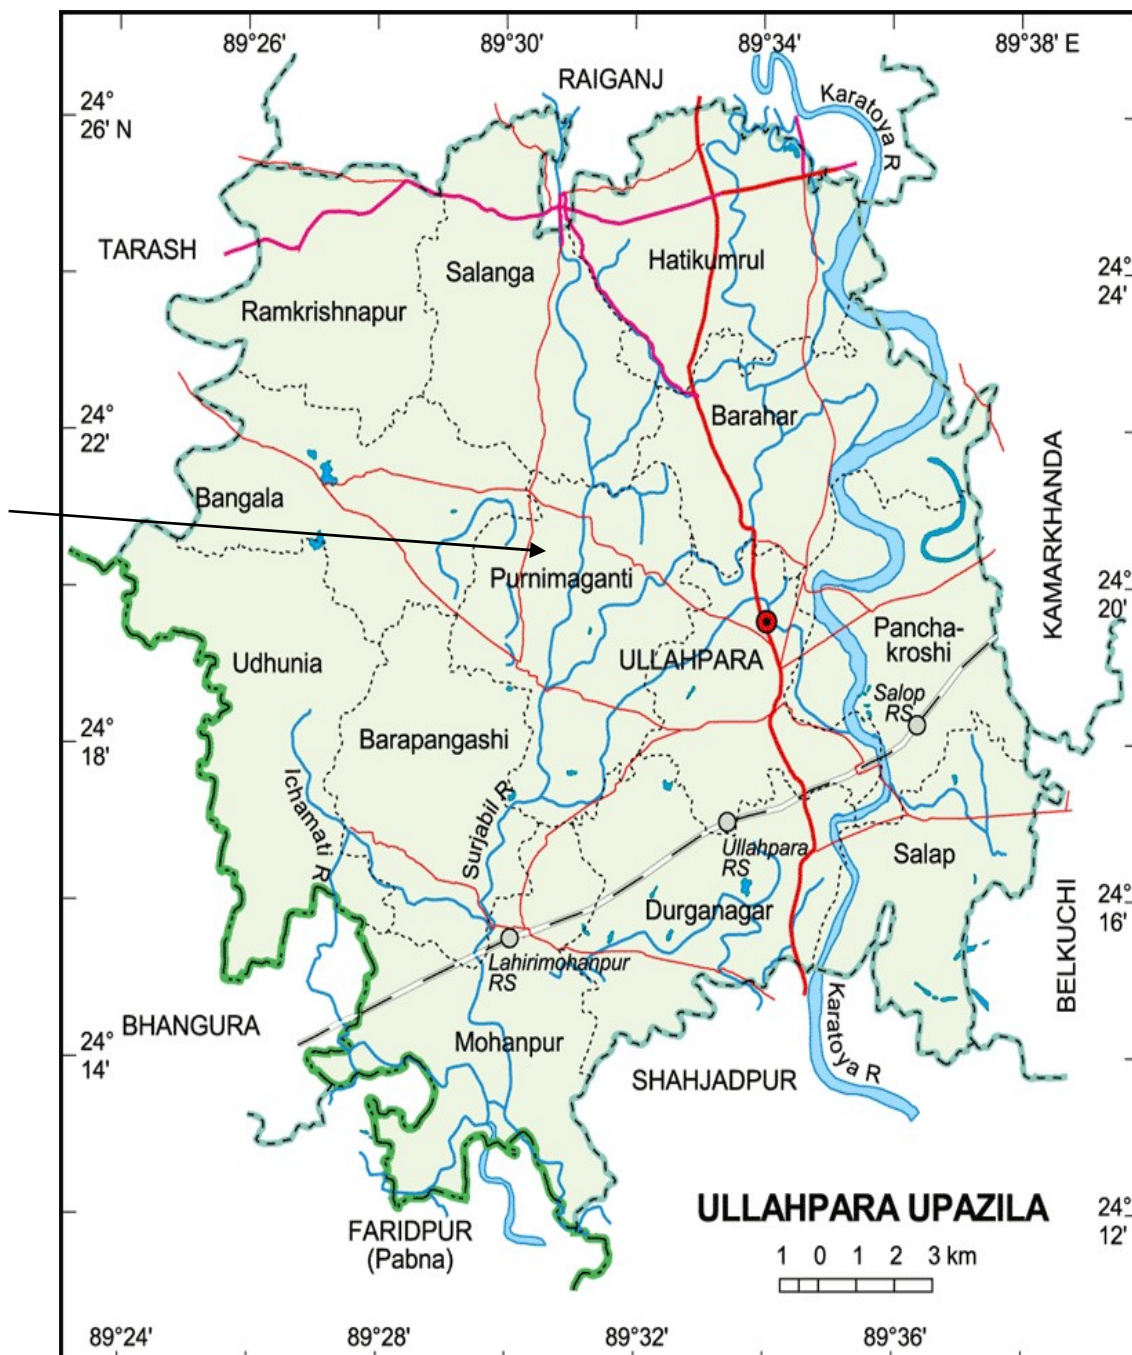 89°26'
89°30'
89°34'
89°38' E
RAIGANJ
Karatoya R
24°
26' N
TARASH
Salanga
Hatikumrul
24°
24'
Ramkrishnapur
24°
22'
Barahar
Bangala
KAMARKHANDA
Purnimaganti
24°
20'
Udhunia
ULLAHPARA
Pancha-
kroshi
Salop
RS
24°
18'
Barapangashi
Ichamati R
Surjabil R
Ullahpara
RS
Salap
Durganagar
24°
16'
Lahirimohanpur
RS
BELKUCHI
BHANGURA
Mohanpur
24°
14'
SHAHJADPUR
Karatoya R
ULLAHPARA UPAZILA
24°
12'
FARIDPUR
(Pabna)
1 0 1 2 3 km
89°24'
89°28'
89°32'
89°36'